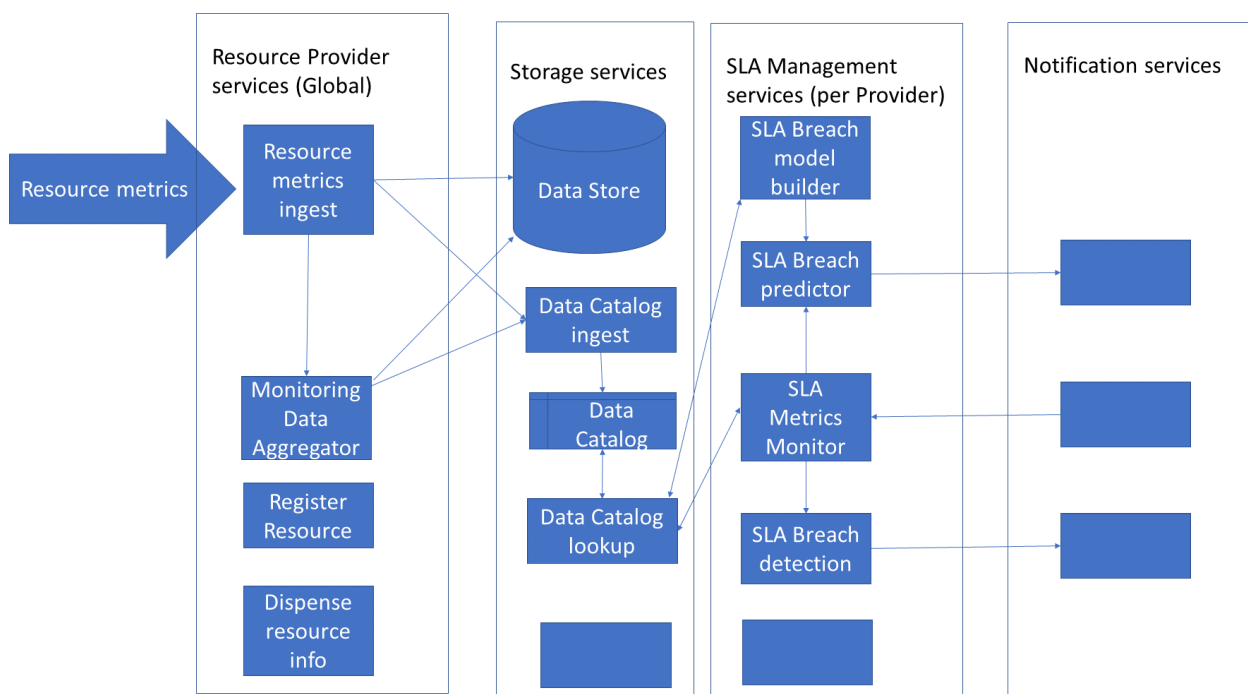 Resource metrics
Resource Provider
services (Global)
Resource
metrics
ingest
Monitoring
Data
Aggregator
Register
Resource
Dispense
resource
info
Storage services
Data Store
Data Catalog
ingest
Data
Catalog
Data Catalog
lookup
SLA Management
services (per Provider)
SLA Breach
model
builder
SLA Breach
predictor
SLA
Metrics
Monitor
SLA Breach
detection
Notification services